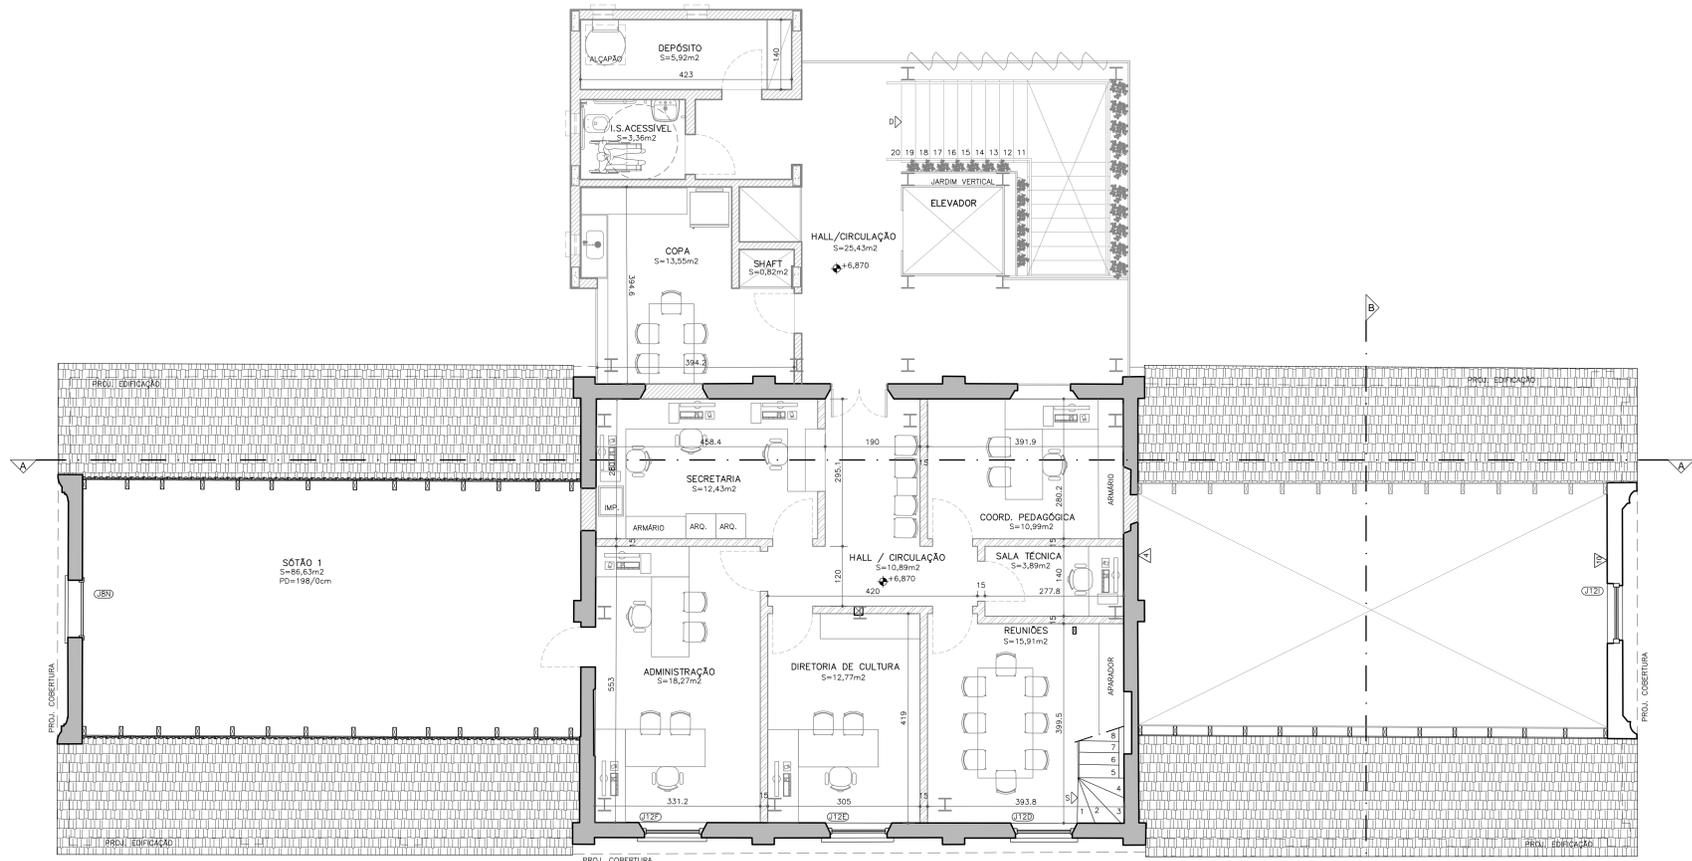 DEPÓSITO
S=5,92m2
ALÇAPÃO
423
140
I.S.ACESSÍVEL
S=3,36m2
D
20 19 18 17 16 15 14 13 12 11
JARDIM VERTICAL
ELEVADOR
HALL/CIRCULAÇÃO
S=25,43m2
+6,870
COPA
S=13,55m2
SHAFT
S=0,82m2
394.6
394.2
B
PROJ. EDIFICAÇÃO
PROJ. EDIFICAÇÃO
A
A
458.4
190
391.9
15
295.1
280.2
SECRETARIA
S=12,43m2
IMP.
ARMÁRIO
ARQ.
ARQ.
COORD. PEDAGÓGICA
S=10,99m2
ARMÁRIO
15
15
SÓTÃO 1
S=86,63m2
PD=198/0cm
J8N
HALL / CIRCULAÇÃO
S=10,89m2
+6,870
120
420
SALA TÉCNICA
S=3,89m2
140
15
277.8
15
4
J12I
REUNIÕES
S=15,91m2
ADMINISTRAÇÃO
S=18,27m2
DIRETORIA DE CULTURA
S=12,77m2
APARADOR
553
419
399.5
PROJ. COBERTURA
PROJ. COBERTURA
8
7
6
5
4
3
2
1
S
331.2
15
305
15
393.8
J12F
J12E
J12D
PROJ. EDIFICAÇÃO
PROJ. EDIFICAÇÃO
PROJ. COBERTURA